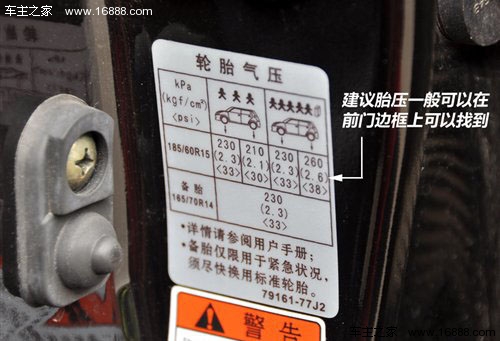 车主之家 www.16888.com
轮胎气压
kPa
(kgf/cm²)
<psi>
185/60R15
230 210 230 260
(2.3) (2.1) (2.3) (2.6)
<33> <30> <33> <38>
备胎
165/70R14
230
(2.3)
<33>
•详情请参阅用户手册;
•备胎仅限用于紧急状况,
须尽快换用标准轮胎。
79161-77J2
警告
建议胎压一般可以在
前门边框上可以找到
车主之家 www.16888.com